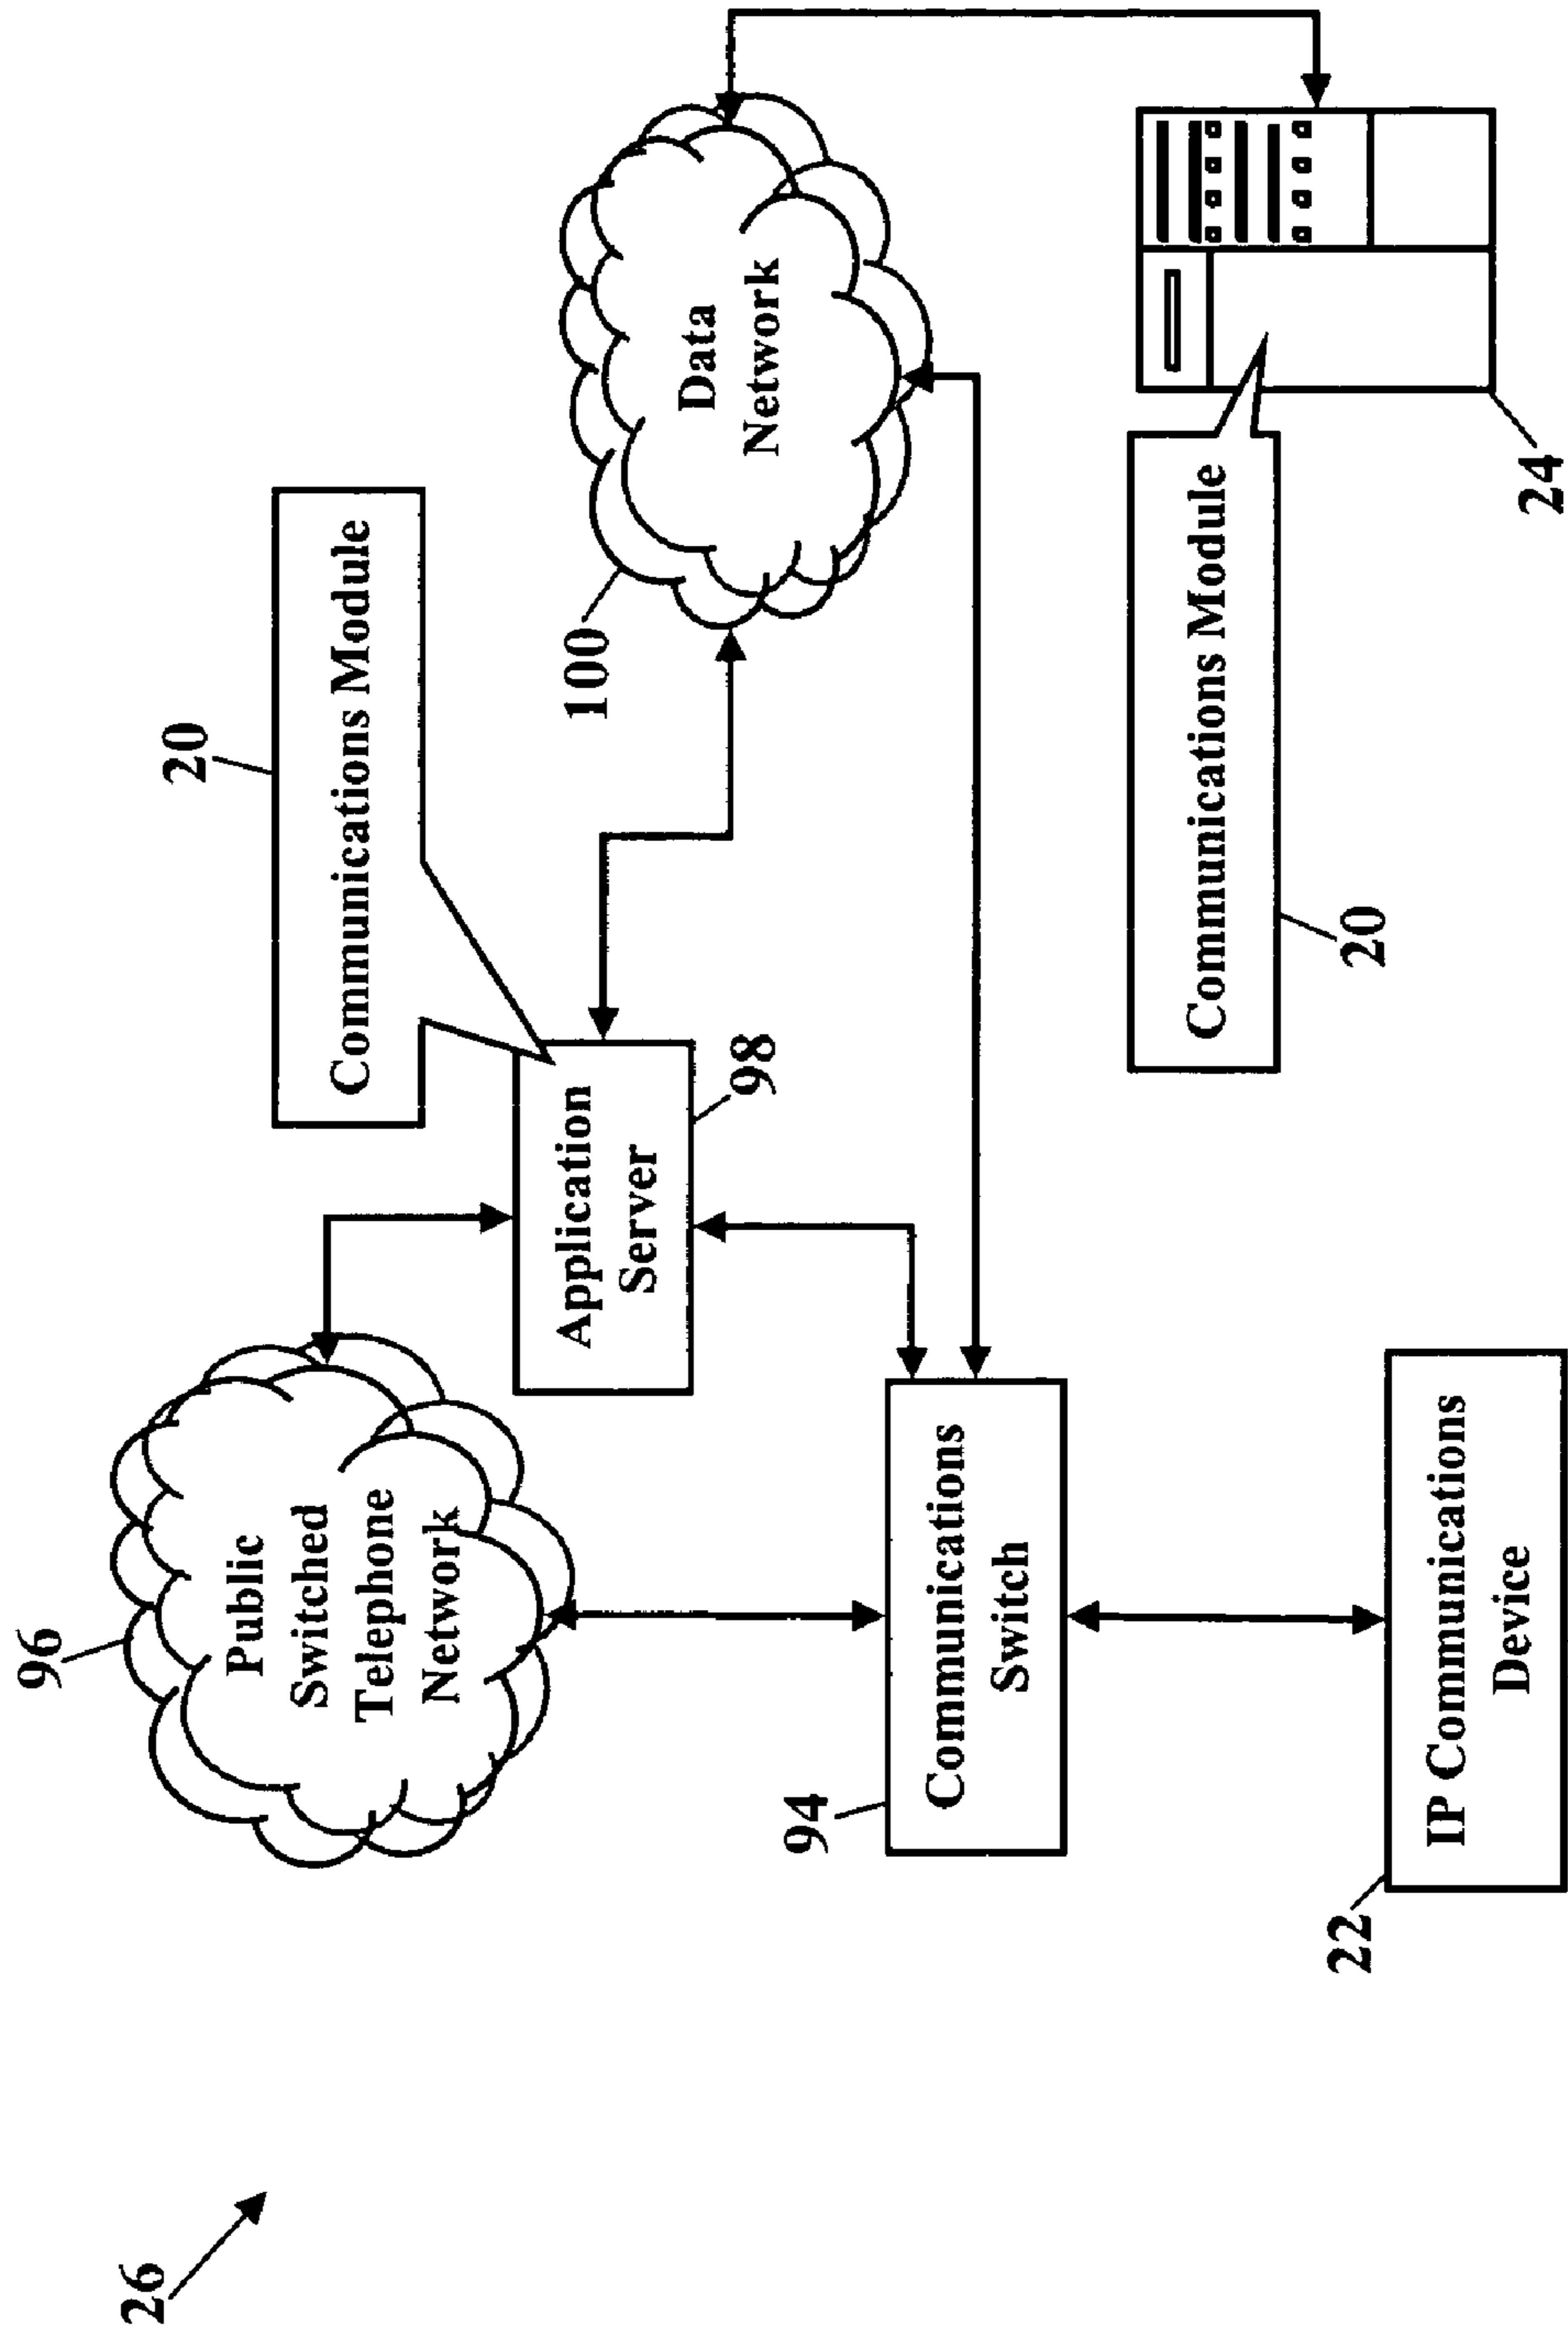 26
96
Public
Switched
Telephone
Network
20
Communications Module
Application
Server
98
100
Data
Network
94
Communications
Switch
22
IP Communications
Device
Communications Module
20
24